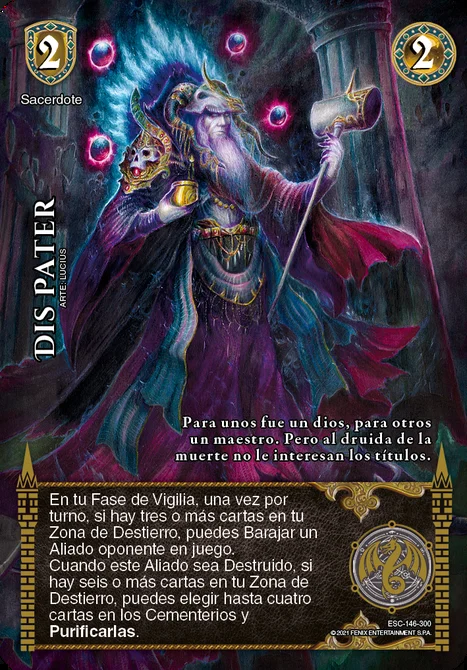 2
2
Sacerdote
DIS PATER
ARTE: LUCIUS
Para unos fue un dios, para otros
un maestro. Pero al druida de la
muerte no le interesan los títulos.
En tu Fase de Vigilia, una vez por
turno, si hay tres o más cartas en tu
Zona de Destierro, puedes Barajar un
Aliado oponente en juego.
Cuando este Aliado sea Destruído, si
hay seis o más cartas en tu Zona de
Destierro, puedes elegir hasta cuatro
cartas en los Cementerios y
Purificarlas.
ESC-146-300
©2021 FENIX ENTERTAINMENT S.P.A.